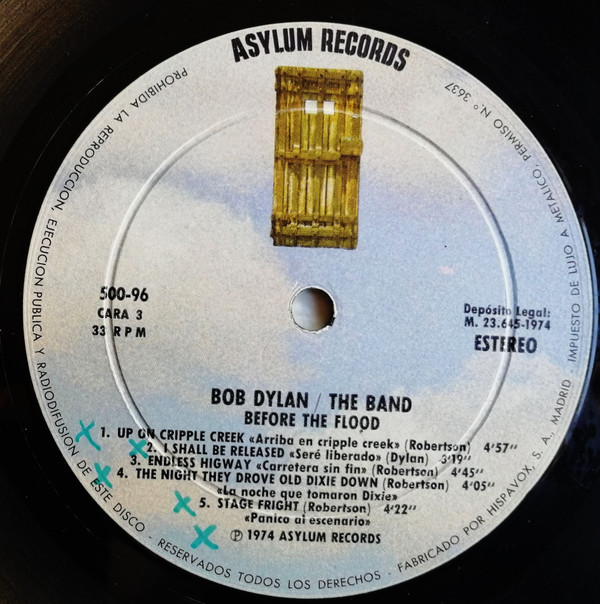 ASYLUM RECORDS
PROHIBIDA LA REPRODUCCION, EJECUCION PUBLICA Y RADIODIFUSION DE ESTE DISCO - RESERVADOS TODOS LOS DERECHOS - FABRICADO POR HISPAVOX, S. A., MADRID - IMPUESTO DE LUJO A METALICO, PERMISO N.º 3637
500-96
CARA 3
33 RPM
Depósito Legal:
M. 23.645-1974
ESTEREO
BOB DYLAN / THE BAND
BEFORE THE FLOOD
1. UP ON CRIPPLE CREEK «Arriba en cripple creek» (Robertson) 4'57"
2. I SHALL BE RELEASED «Seré liberado» (Dylan) 3'19"
3. ENDLESS HIGWAY «Carretera sin fin» (Robertson) 4'45"
4. THE NIGHT THEY DROVE OLD DIXIE DOWN (Robertson) 4'05"
«La noche que tomaron Dixie»
5. STAGE FRIGHT (Robertson) 4'22"
«Panico al escenario»
Ⓟ 1974 ASYLUM RECORDS